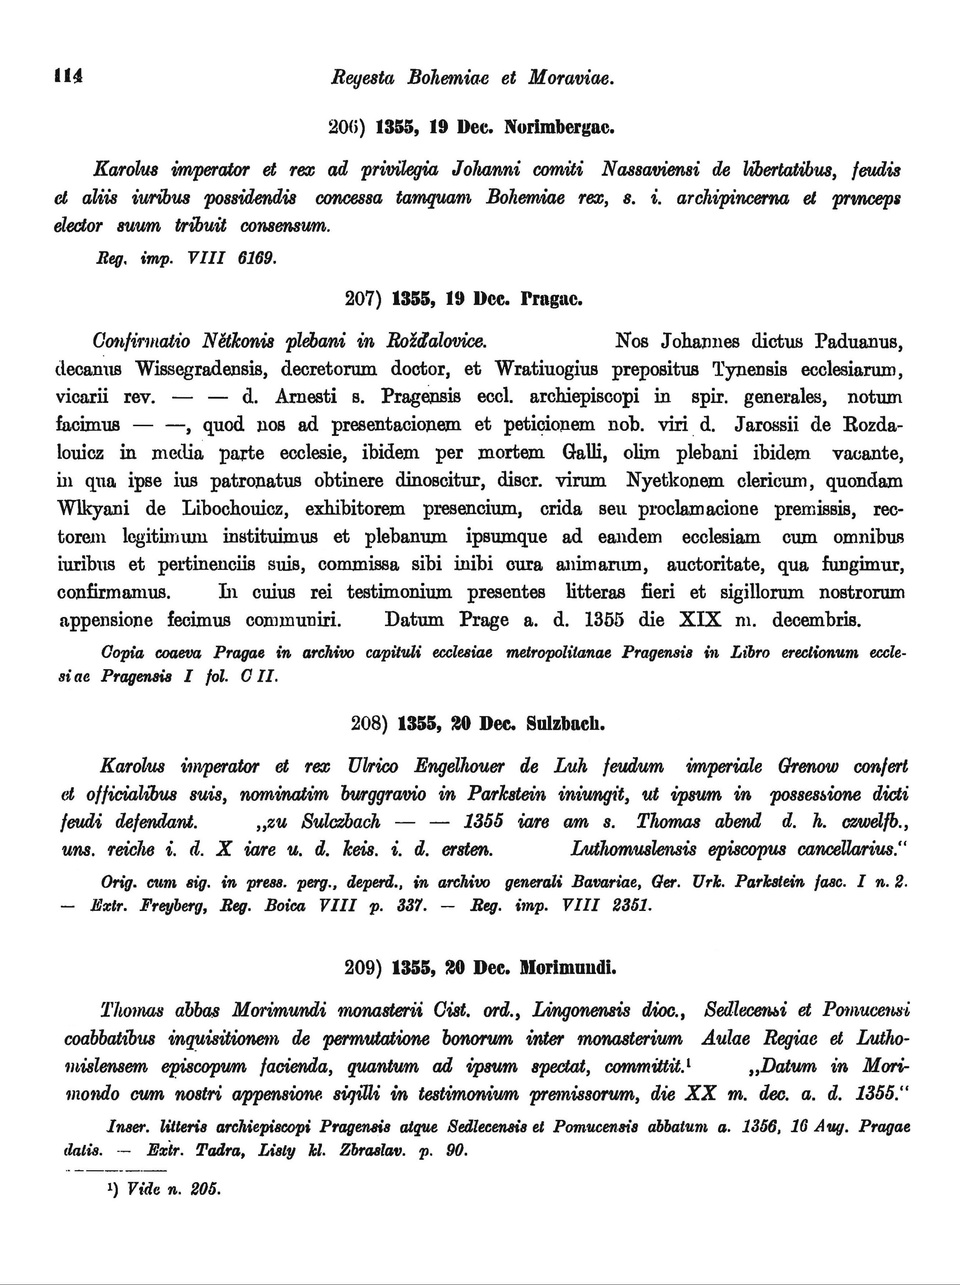 114 Regesta Bohemiae et Moraviae.
206) 1355, 19 Dec. Norimbergae.
Karolus imperator et rex ad privilegia Johanni comiti Nassaviensi de libertatibus, feudis
et aliis iuribus possidendis concessa tamquam Bohemiae rex, s. i. archipincerna et princeps
elector suum tribuit consensum.
Reg. imp. VIII 6169.
207) 1355, 19 Dec. Pragae.
Confirmatio Nětkonis plebani in Rožďalovice. Nos Johannes dictus Paduanus,
decanus Wissegradensis, decretorum doctor, et Wratiuogius prepositus Tynensis ecclesiarum,
vicarii rev. — — d. Arnesti s. Pragensis eccl. archiepiscopi in spir. generales, notum
facimus — —, quod nos ad presentacionem et peticionem nob. viri d. Jarossii de Rozda-
louicz in media parte ecclesie, ibidem per mortem Galli, olim plebani ibidem vacante,
in qua ipse ius patronatus obtinere dinoscitur, discr. virum Nyetkonem clericum, quondam
Wlkyani de Libochouicz, exhibitorem presencium, crida seu proclamacione premissis, rec-
torem legitimum instituimus et plebanum ipsumque ad eandem ecclesiam cum omnibus
iuribus et pertinenciis suis, commissa sibi inibi cura animarum, auctoritate, qua fungimur,
confirmamus. In cuius rei testimonium presentes litteras fieri et sigillorum nostrorum
appensione fecimus communiri. Datum Prage a. d. 1355 die XIX m. decembris.
Copia coaeva Pragae in archivo capituli ecclesiae metropolitanae Pragensis in Libro erectionum eccle-
siae Pragensis I fol. C II.
208) 1355, 20 Dec. Sulzbach.
Karolus imperator et rex Ulrico Engelhouer de Luh feudum imperiale Grenow confert
et officialibus suis, nominatim burggravio in Parkstein iniungit, ut ipsum in possessione dicti
feudi defendant. „zu Sulczbach — — 1355 iare am s. Thomas abend d. h. czwelfb.,
uns. reiche i. d. X iare u. d. keis. i. d. ersten. Luthomuslensis episcopus cancellarius.“
Orig. cum sig. in press. perg., deperd., in archivo generali Bavariae, Ger. Urk. Parkstein fasc. I n. 2.
— Extr. Freyberg, Reg. Boica VIII p. 337. — Reg. imp. VIII 2351.
209) 1355, 20 Dec. Morimundi.
Thomas abbas Morimundi monasterii Cist. ord., Lingonensis dioc., Sedlecensi et Pomucensi
coabbatibus inquisitionem de permutatione bonorum inter monasterium Aulae Regiae et Lutho-
mislensem episcopum facienda, quantum ad ipsum spectat, committit.¹ „Datum in Mori-
mondo cum nostri appensione sigilli in testimonium premissorum, die XX m. dec. a. d. 1355.“
Inser. litteris archiepiscopi Pragensis atque Sedlecensis et Pomucensis abbatum a. 1356, 16 Aug. Pragae
datis. — Extr. Tadra, Listy kl. Zbraslav. p. 90.
¹) Vide n. 205.